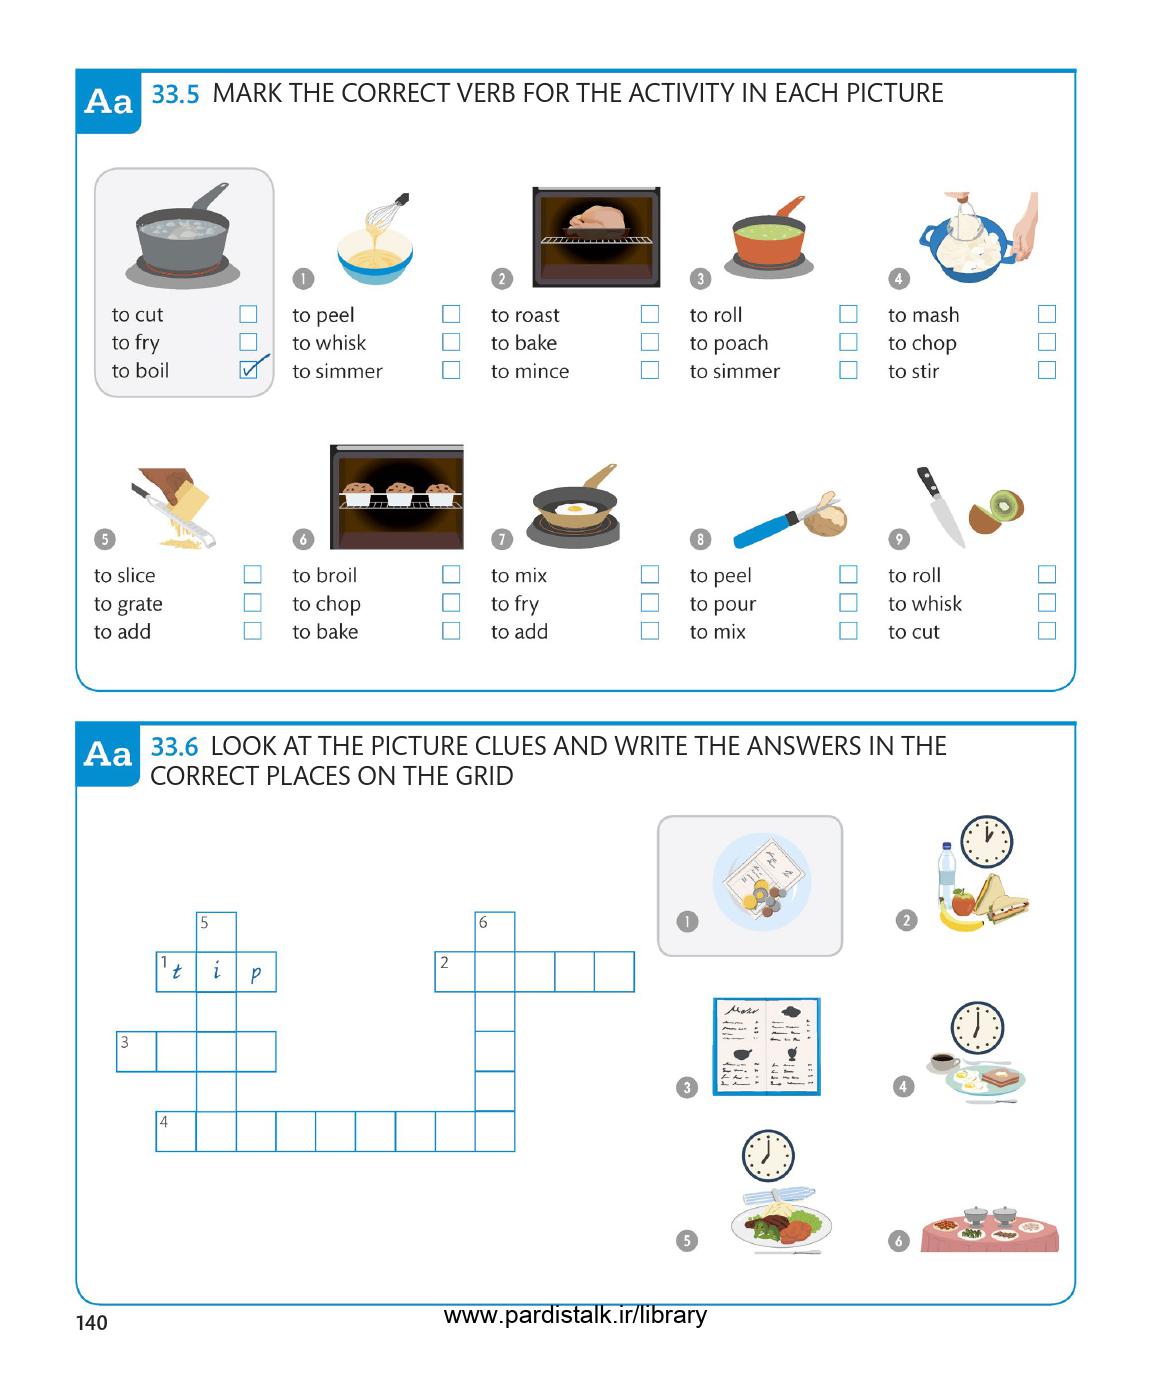 Aa 33.5 MARK THE CORRECT VERB FOR THE ACTIVITY IN EACH PICTURE
to cut
to fry
to boil
1
to peel
to whisk
to simmer
2
to roast
to bake
to mince
3
to roll
to poach
to simmer
4
to mash
to chop
to stir
5
to slice
to grate
to add
6
to broil
to chop
to bake
7
to mix
to fry
to add
8
to peel
to pour
to mix
9
to roll
to whisk
to cut
Aa 33.6 LOOK AT THE PICTURE CLUES AND WRITE THE ANSWERS IN THE
CORRECT PLACES ON THE GRID
5
6
1 t i p
2
3
4
1
2
Menu
3
4
5
6
140
www.pardistalk.ir/library